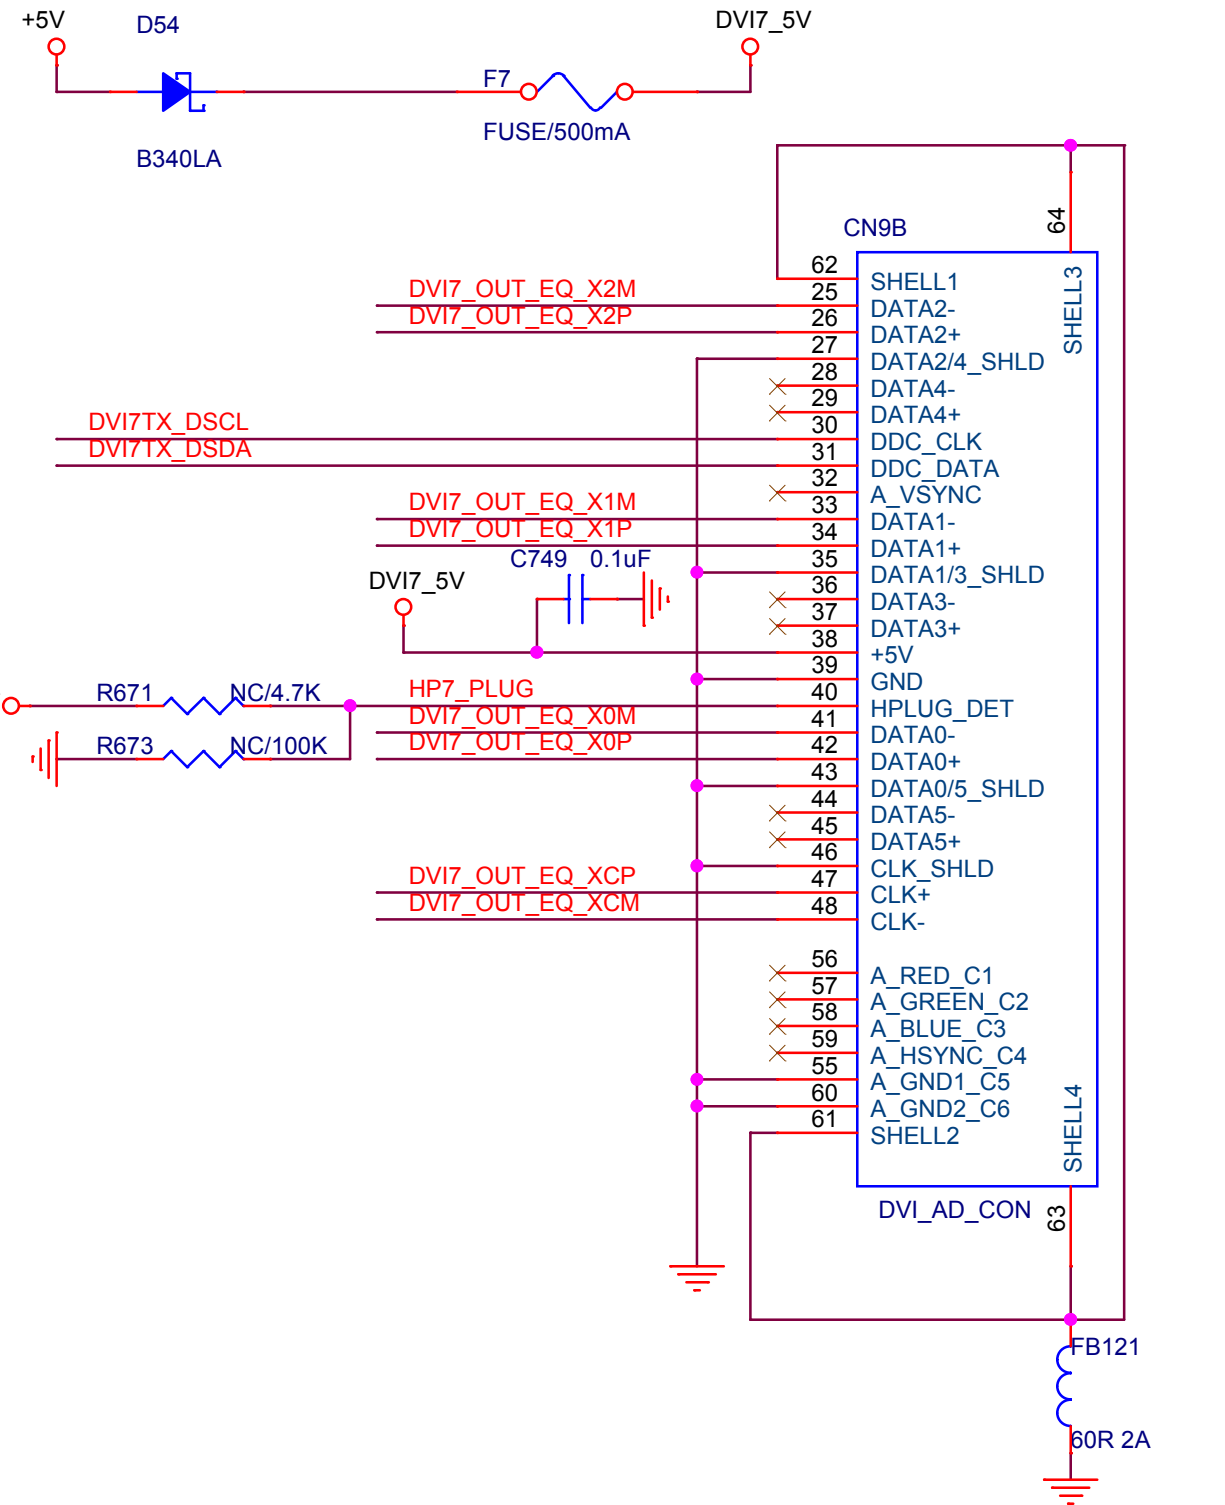 +5V
D54
DVI7_5V
F7
FUSE/500mA
B340LA
64
CN9B
SHELL3
62
SHELL1
DVI7_OUT_EQ_X2M
25
DATA2-
DVI7_OUT_EQ_X2P
26
DATA2+
27
DATA2/4_SHLD
28
DATA4-
29
DATA4+
DVI7TX_DSCL
30
DDC_CLK
DVI7TX_DSDA
31
DDC_DATA
32
A_VSYNC
DVI7_OUT_EQ_X1M
33
DATA1-
DVI7_OUT_EQ_X1P
34
DATA1+
C749 0.1uF
35
DATA1/3_SHLD
DVI7_5V
36
DATA3-
37
DATA3+
38
+5V
39
GND
R671 NC/4.7K
HP7_PLUG
40
HPLUG_DET
DVI7_OUT_EQ_X0M
41
DATA0-
R673 NC/100K
DVI7_OUT_EQ_X0P
42
DATA0+
43
DATA0/5_SHLD
44
DATA5-
45
DATA5+
46
CLK_SHLD
DVI7_OUT_EQ_XCP
47
CLK+
DVI7_OUT_EQ_XCM
48
CLK-
56
A_RED_C1
57
A_GREEN_C2
58
A_BLUE_C3
59
A_HSYNC_C4
55
A_GND1_C5
60
A_GND2_C6
61
SHELL2
SHELL4
DVI_AD_CON
63
FB121
60R 2A